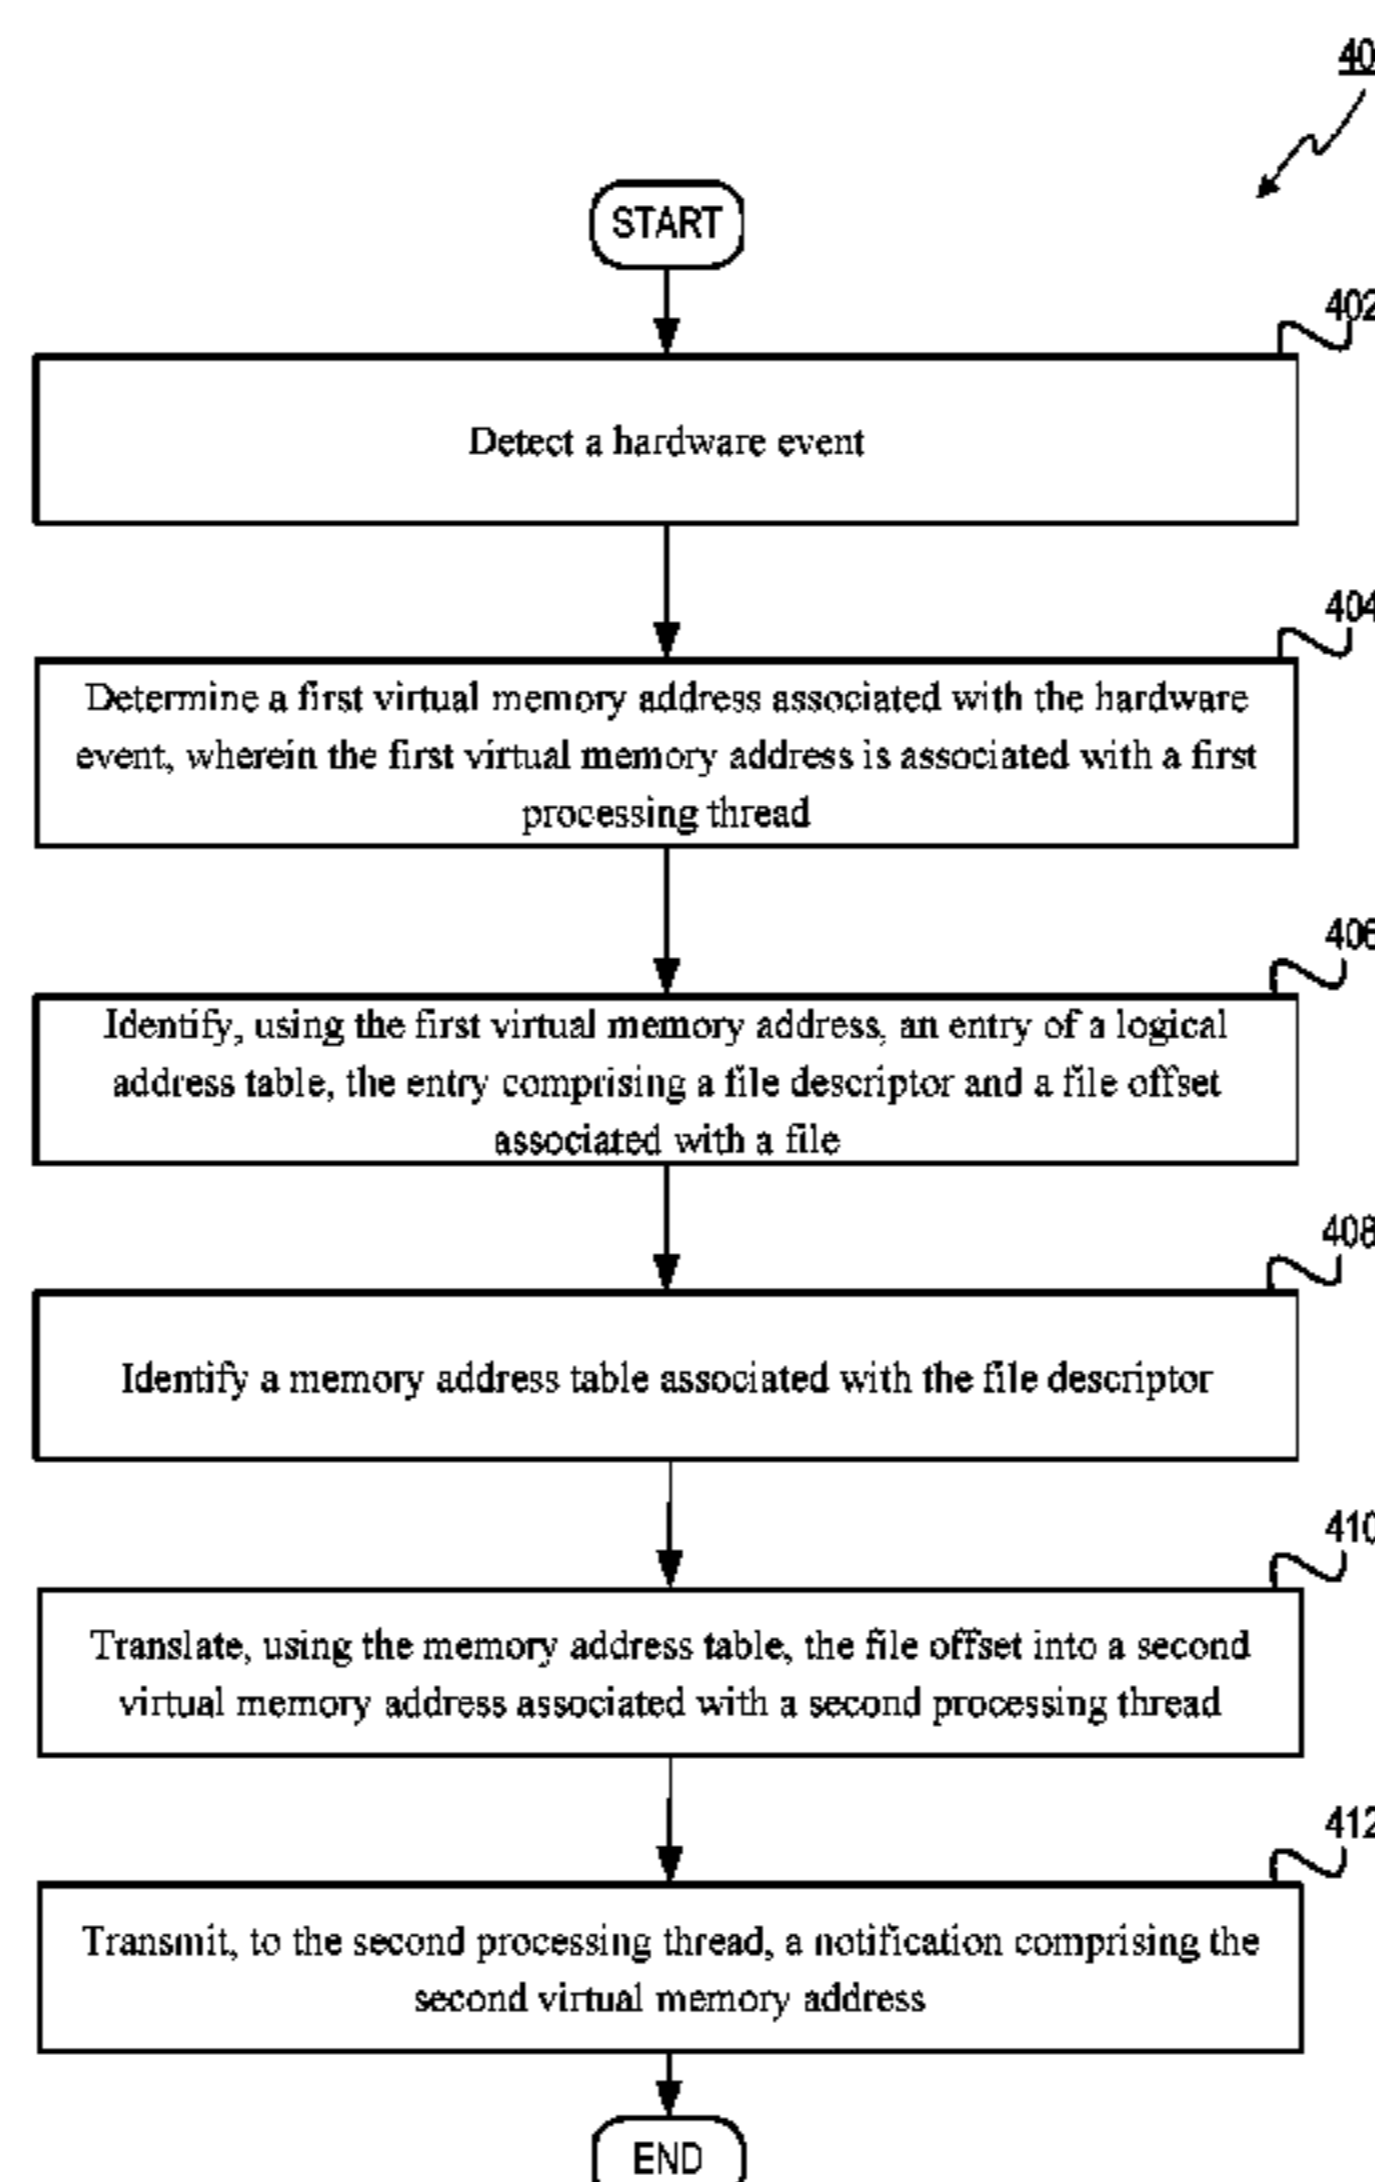 40
START
402
Detect a hardware event
404
Determine a first virtual memory address associated with the hardware
event, wherein the first virtual memory address is associated with a first
processing thread
406
Identify, using the first virtual memory address, an entry of a logical
address table, the entry comprising a file descriptor and a file offset
associated with a file
408
Identify a memory address table associated with the file descriptor
410
Translate, using the memory address table, the file offset into a second
virtual memory address associated with a second processing thread
412
Transmit, to the second processing thread, a notification comprising the
second virtual memory address
END